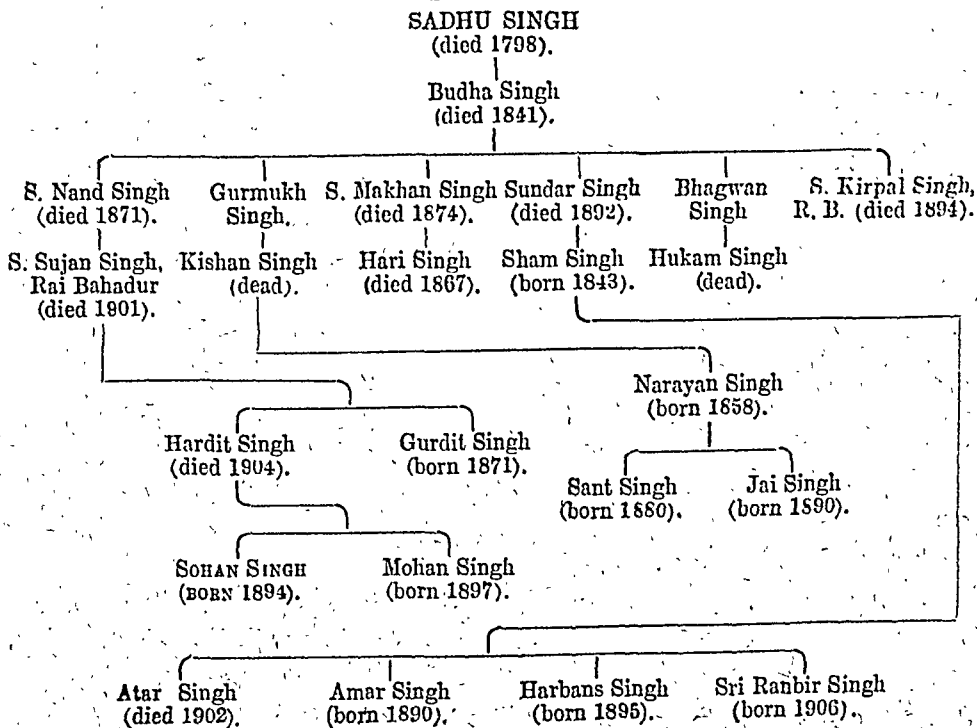 SADHU SINGH
(died 1798).
Budha Singh
(died 1841).
S. Nand Singh
(died 1871).
Gurmukh
Singh.
S. Makhan Singh
(died 1874).
Sundar Singh
(died 1892).
Bhagwan
Singh
S. Kirpal Singh,
R. B. (died 1894).
S. Sujan Singh,
Rai Bahadur
(died 1901).
Kishan Singh
(dead).
Hari Singh
(died 1867).
Sham Singh
(born 1843).
Hukam Singh
(dead).
Narayan Singh
(born 1858).
Hardit Singh
(died 1904).
Gurdit Singh
(born 1871).
Sant Singh
(born 1880).
Jai Singh
(born 1890).
SOHAN SINGH
(BORN 1894).
Mohan Singh
(born 1897).
Atar Singh
(died 1902).
Amar Singh
(born 1890).
Harbans Singh
(born 1895).
Sri Ranbir Singh
(born 1906).